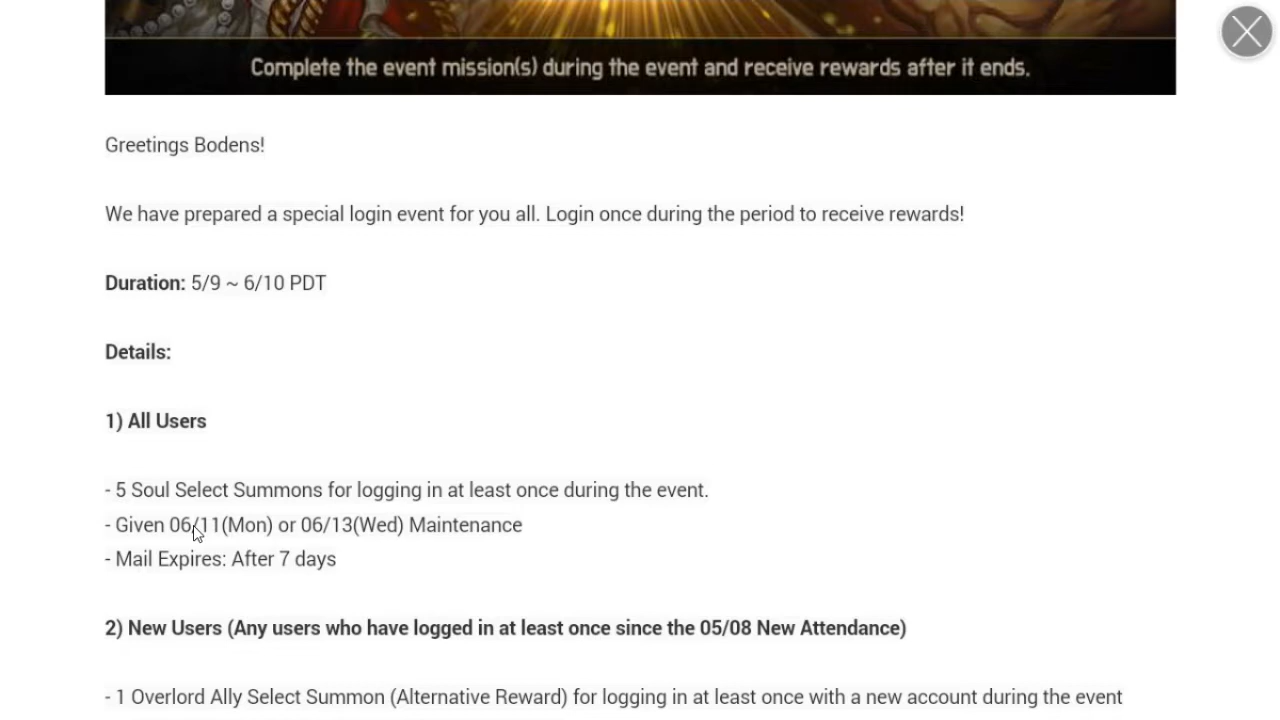 Complete the event mission(s) during the event and receive rewards after it ends.
Greetings Bodens!
We have prepared a special login event for you all. Login once during the period to receive rewards!
Duration: 5/9 ~ 6/10 PDT
Details:
1) All Users
- 5 Soul Select Summons for logging in at least once during the event.
- Given 06/11(Mon) or 06/13(Wed) Maintenance
- Mail Expires: After 7 days
2) New Users (Any users who have logged in at least once since the 05/08 New Attendance)
- 1 Overlord Ally Select Summon (Alternative Reward) for logging in at least once with a new account during the event